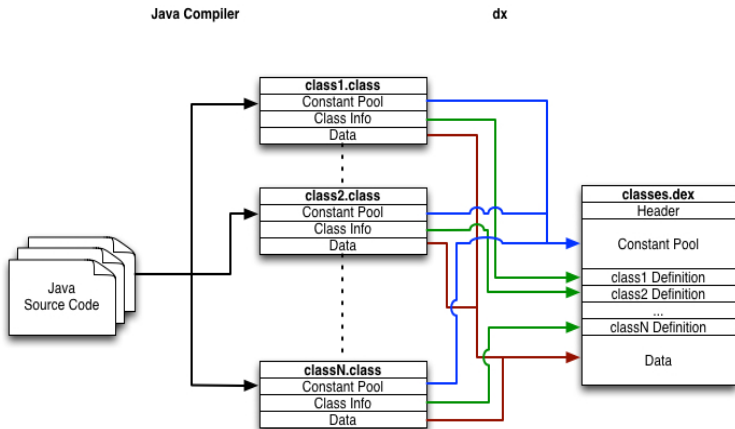 Java Compiler
dx
class1.class
Constant Pool
Class Info
Data
class2.class
Constant Pool
Class Info
Data
classN.class
Constant Pool
Class Info
Data
Java
Source Code
classes.dex
Header
Constant Pool
class1 Definition
class2 Definition
...
classN Definition
Data